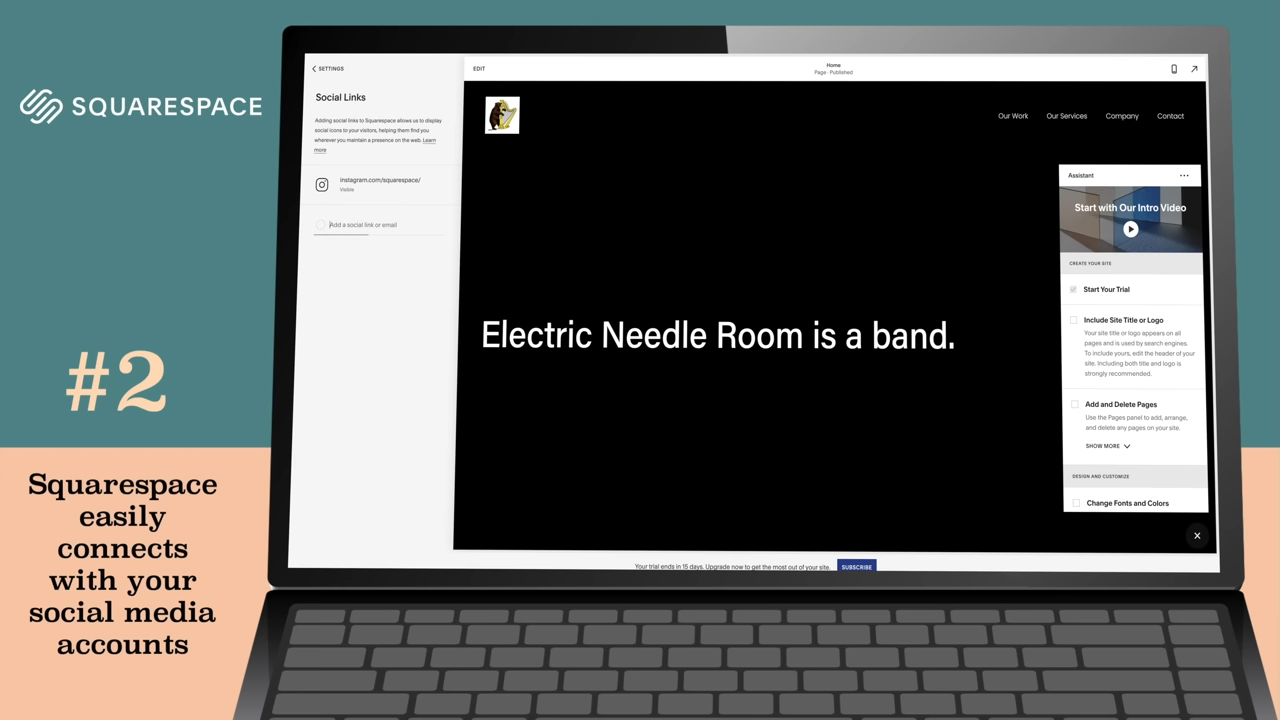 SQUARESPACE
#2
Squarespace
easily
connects
with your
social media
accounts
SETTINGS
Social Links
Adding social links to Squarespace allows us to display
social icons to your visitors, helping them find you
wherever you maintain a presence on the web. Learn
more
instagram.com/squarespace/
Visible
Add a social link or email
EDIT
Home
Page · Published
Our Work
Our Services
Company
Contact
Electric Needle Room is a band.
Assistant
Start with Our Intro Video
CREATE YOUR SITE
Start Your Trial
Include Site Title or Logo
Your site title or logo appears on all
pages and is used by search engines.
To include yours, edit the header of your
site. Including both title and logo is
strongly recommended.
Add and Delete Pages
Use the Pages panel to add, arrange,
and delete any pages on your site.
SHOW MORE
DESIGN AND CUSTOMIZE
Change Fonts and Colors
Your trial ends in 15 days. Upgrade now to get the most out of your site.
SUBSCRIBE